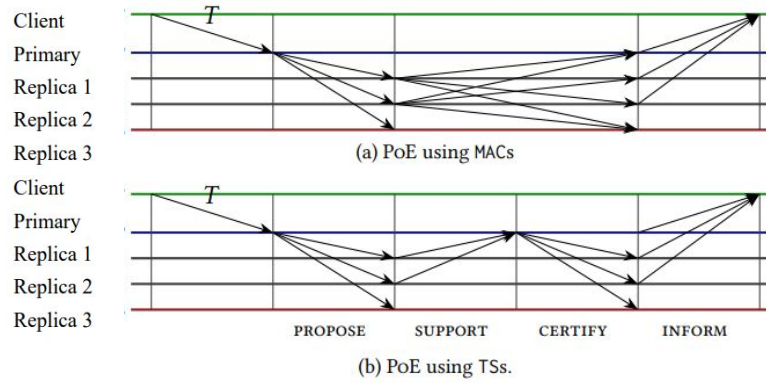 Client
T
Primary
Replica 1
Replica 2
Replica 3
(a) PoE using MACs
Client
T
Primary
Replica 1
Replica 2
Replica 3
PROPOSE SUPPORT CERTIFY INFORM
(b) PoE using TSs.